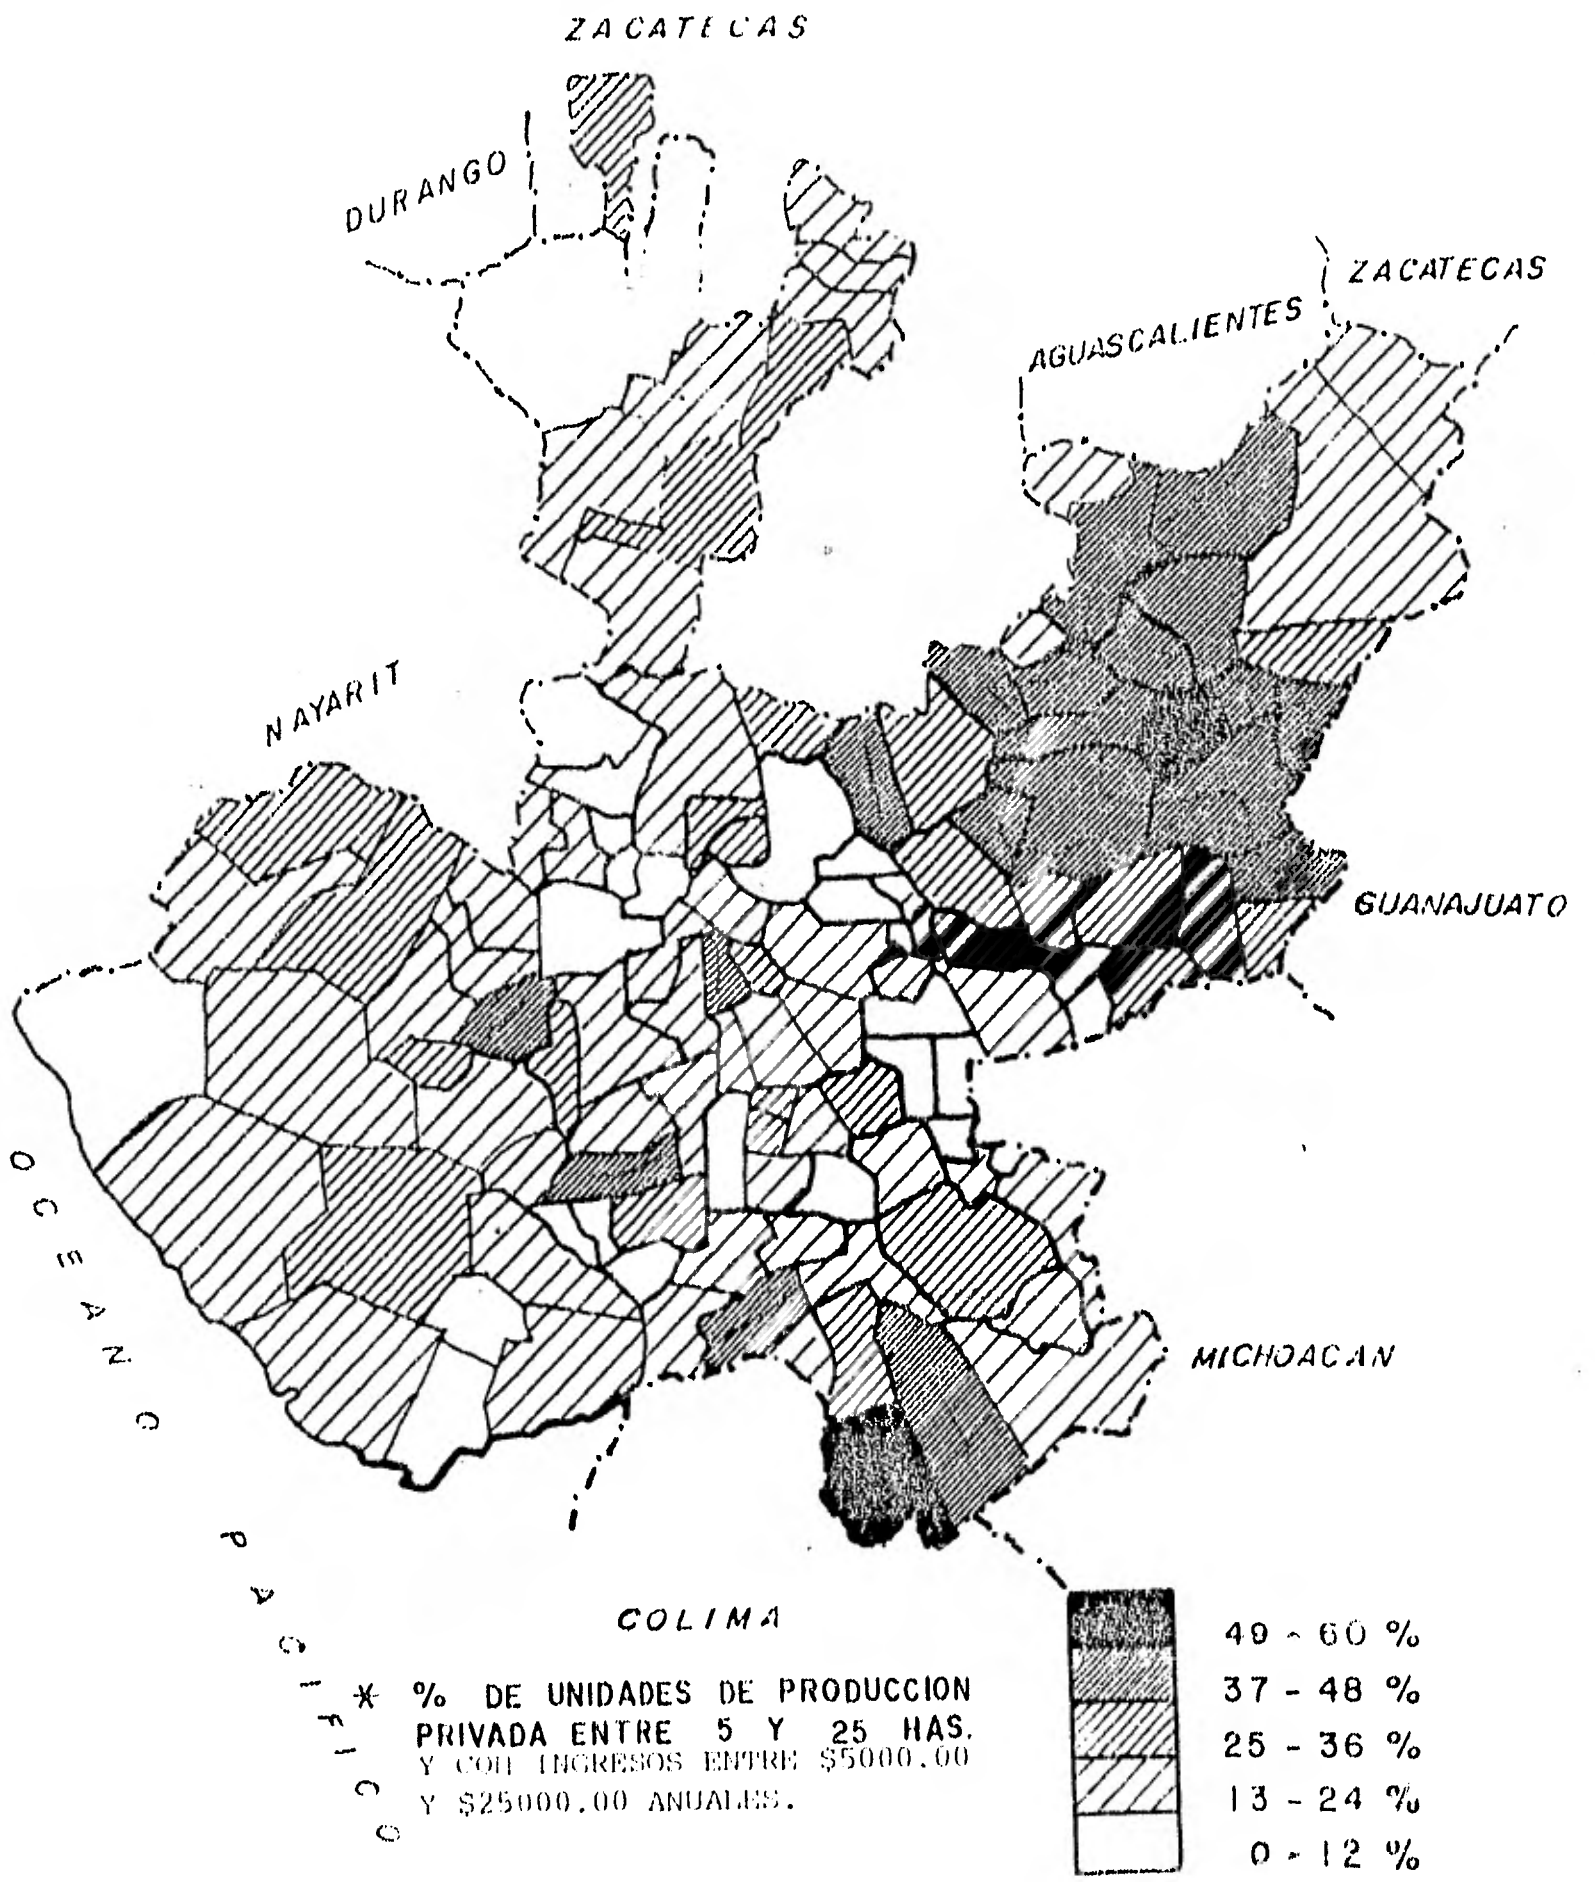 ZACATECAS
DURANGO
ZACATECAS
AGUASCALIENTES
NAYARIT
GUANAJUATO
OCEANO
MICHOACAN
PACIFICO
COLIMA
49 - 60 %
37 - 48 %
25 - 36 %
13 - 24 %
0 - 12 %
* % DE UNIDADES DE PRODUCCION
PRIVADA ENTRE 5 Y 25 HAS.
Y CON INGRESOS ENTRE $5000.00
Y $25000.00 ANUALES.